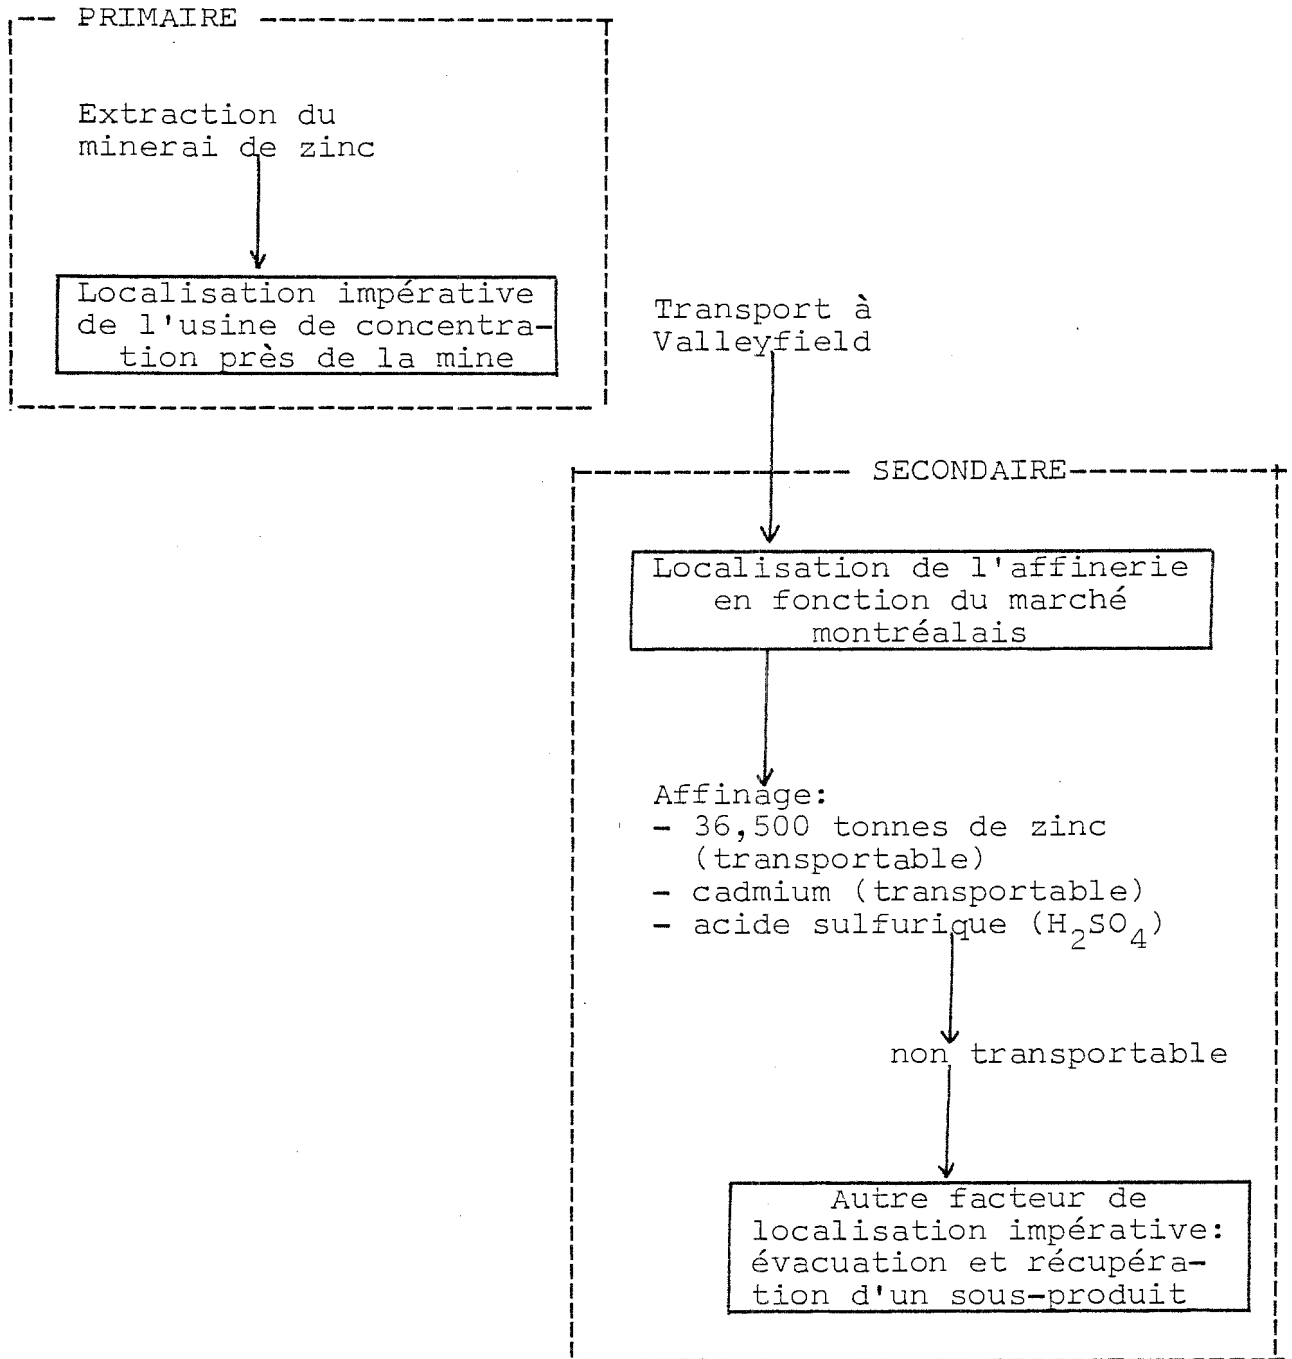 PRIMAIRE
Extraction du
minerai de zinc
Localisation impérative
de l'usine de concentra-
tion près de la mine
Transport à
Valleyfield
SECONDAIRE
Localisation de l'affinerie
en fonction du marché
montréalais
Affinage:
- 36,500 tonnes de zinc
(transportable)
- cadmium (transportable)
- acide sulfurique (H₂SO₄)
non transportable
Autre facteur de
localisation impérative:
évacuation et récupéra-
tion d'un sous-produit